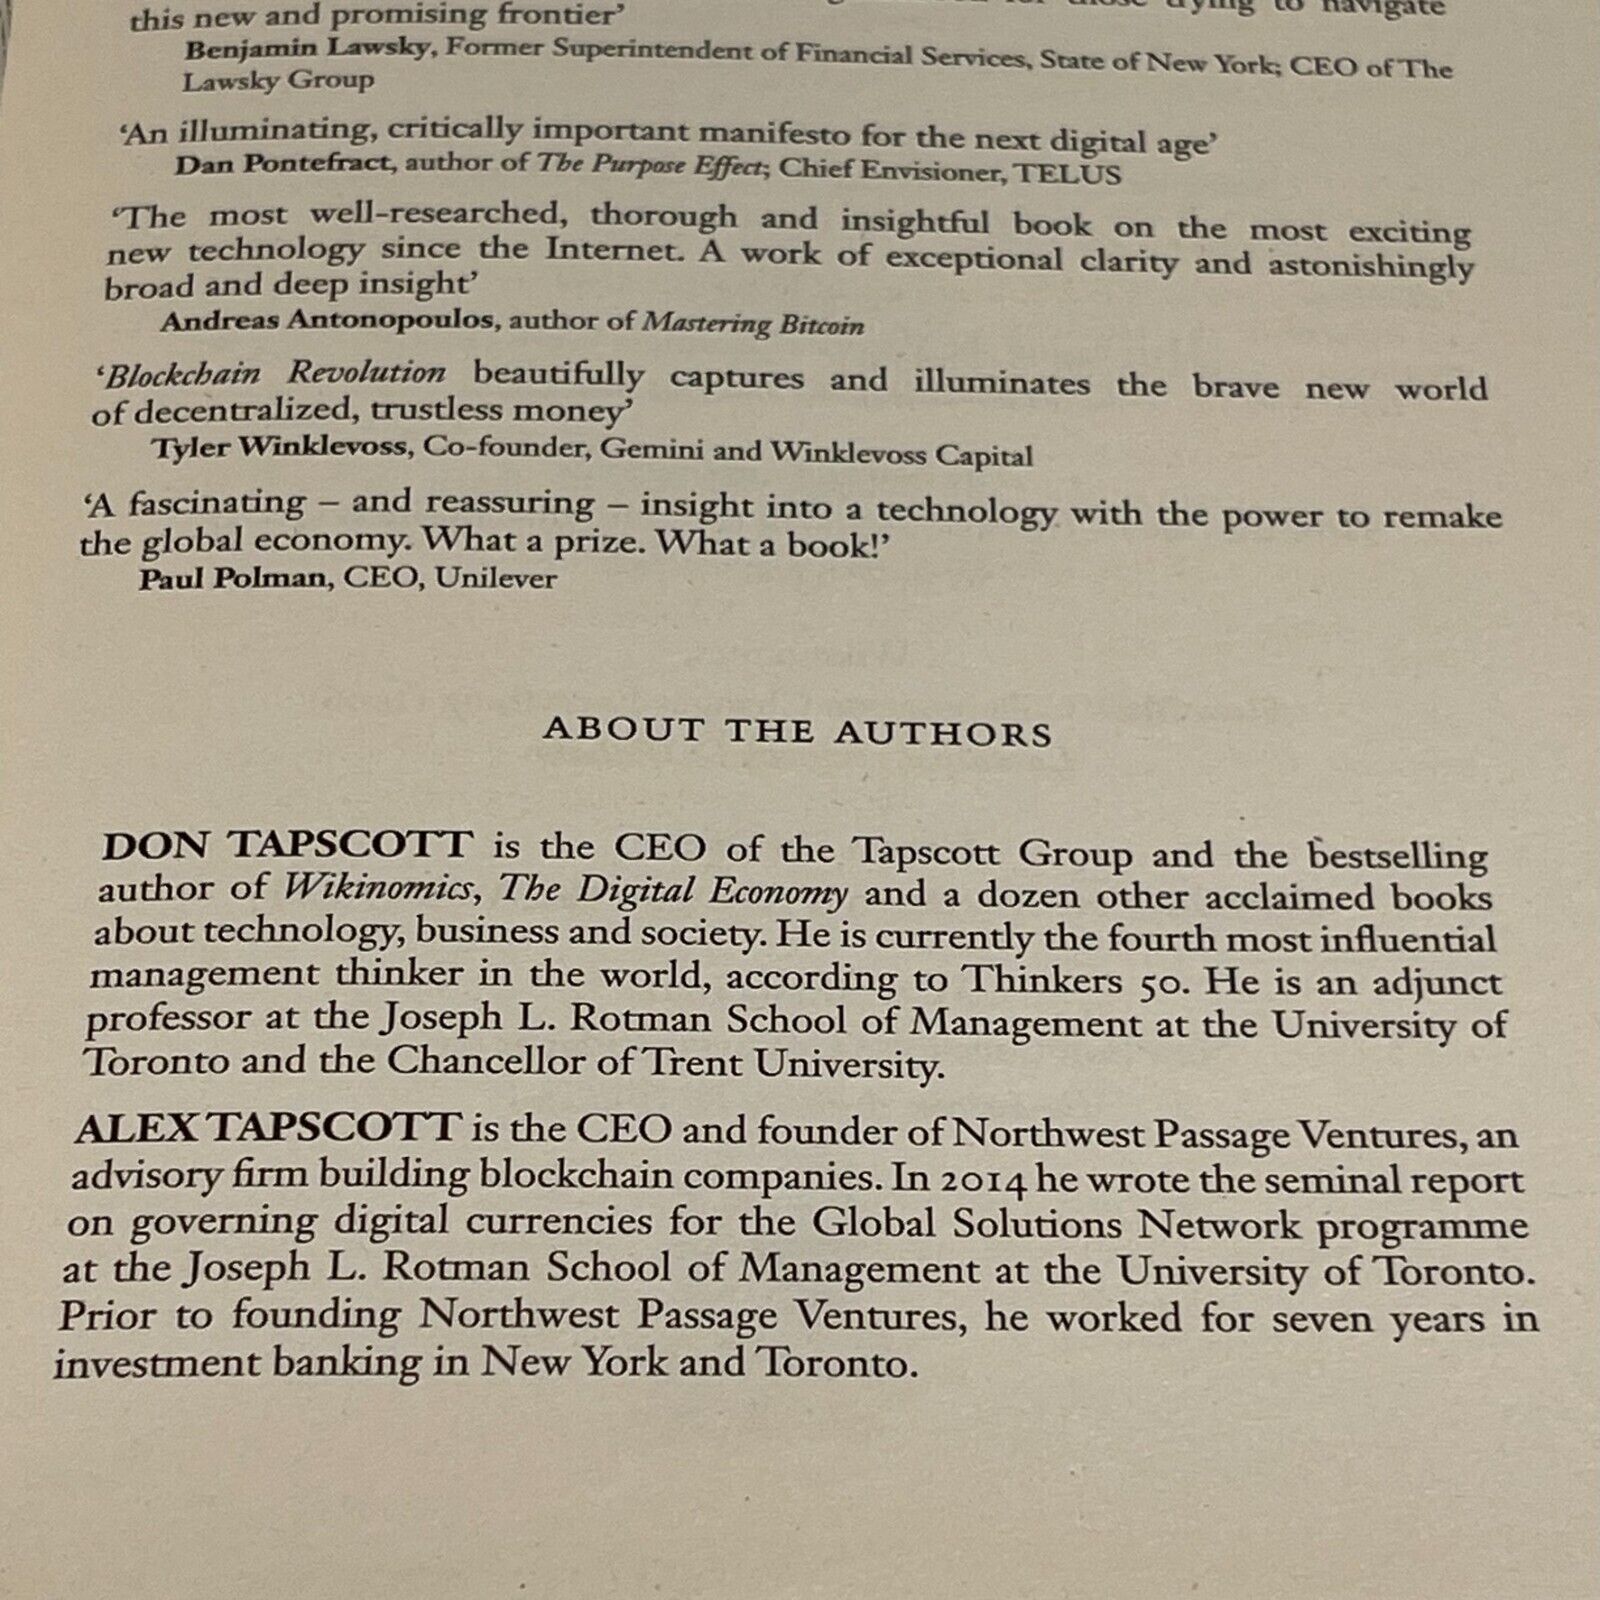 for those trying to navigate
this new and promising frontier’
Benjamin Lawsky, Former Superintendent of Financial Services, State of New York; CEO of The
Lawsky Group
‘An illuminating, critically important manifesto for the next digital age’
Dan Pontefract, author of The Purpose Effect; Chief Envisioner, TELUS
‘The most well-researched, thorough and insightful book on the most exciting
new technology since the Internet. A work of exceptional clarity and astonishingly
broad and deep insight’
Andreas Antonopoulos, author of Mastering Bitcoin
‘Blockchain Revolution beautifully captures and illuminates the brave new world
of decentralized, trustless money’
Tyler Winklevoss, Co-founder, Gemini and Winklevoss Capital
‘A fascinating – and reassuring – insight into a technology with the power to remake
the global economy. What a prize. What a book!’
Paul Polman, CEO, Unilever
ABOUT THE AUTHORS
DON TAPSCOTT is the CEO of the Tapscott Group and the bestselling
author of Wikinomics, The Digital Economy and a dozen other acclaimed books
about technology, business and society. He is currently the fourth most influential
management thinker in the world, according to Thinkers 50. He is an adjunct
professor at the Joseph L. Rotman School of Management at the University of
Toronto and the Chancellor of Trent University.
ALEX TAPSCOTT is the CEO and founder of Northwest Passage Ventures, an
advisory firm building blockchain companies. In 2014 he wrote the seminal report
on governing digital currencies for the Global Solutions Network programme
at the Joseph L. Rotman School of Management at the University of Toronto.
Prior to founding Northwest Passage Ventures, he worked for seven years in
investment banking in New York and Toronto.